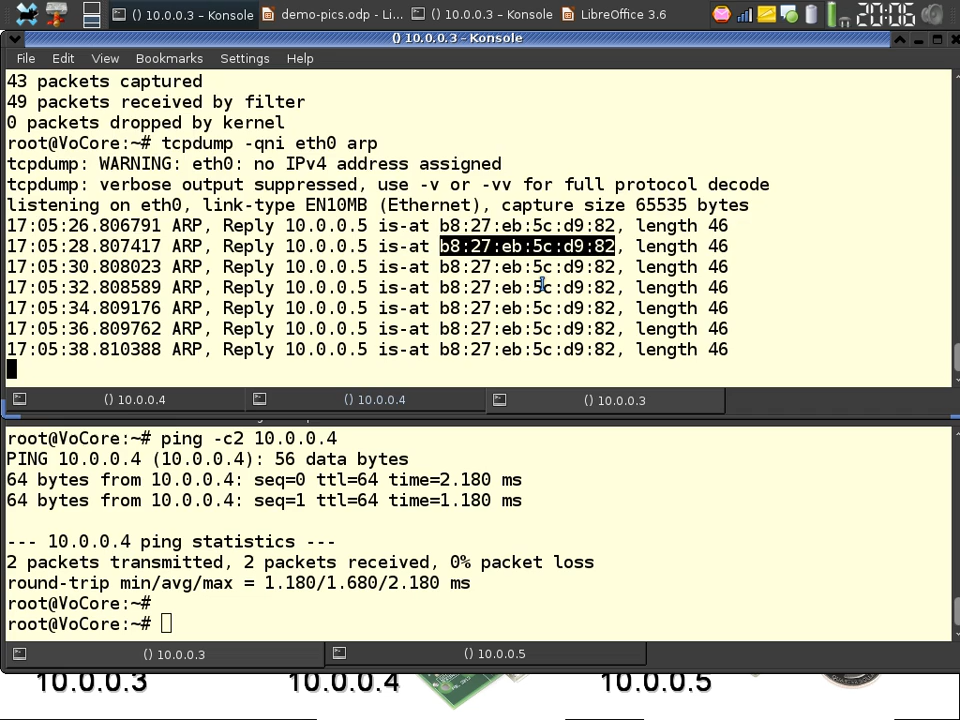 () 10.0.0.3 – Konsole
demo-pics.odp - Li...
() 10.0.0.3 – Konsole
LibreOffice 3.6
20:06
() 10.0.0.3 – Konsole
File Edit View Bookmarks Settings Help
43 packets captured
49 packets received by filter
0 packets dropped by kernel
root@VoCore:~# tcpdump -qni eth0 arp
tcpdump: WARNING: eth0: no IPv4 address assigned
tcpdump: verbose output suppressed, use -v or -vv for full protocol decode
listening on eth0, link-type EN10MB (Ethernet), capture size 65535 bytes
17:05:26.806791 ARP, Reply 10.0.0.5 is-at b8:27:eb:5c:d9:82, length 46
17:05:28.807417 ARP, Reply 10.0.0.5 is-at b8:27:eb:5c:d9:82, length 46
17:05:30.808023 ARP, Reply 10.0.0.5 is-at b8:27:eb:5c:d9:82, length 46
17:05:32.808589 ARP, Reply 10.0.0.5 is-at b8:27:eb:5c:d9:82, length 46
17:05:34.809176 ARP, Reply 10.0.0.5 is-at b8:27:eb:5c:d9:82, length 46
17:05:36.809762 ARP, Reply 10.0.0.5 is-at b8:27:eb:5c:d9:82, length 46
17:05:38.810388 ARP, Reply 10.0.0.5 is-at b8:27:eb:5c:d9:82, length 46
() 10.0.0.4
() 10.0.0.4
() 10.0.0.3
root@VoCore:~# ping -c2 10.0.0.4
PING 10.0.0.4 (10.0.0.4): 56 data bytes
64 bytes from 10.0.0.4: seq=0 ttl=64 time=2.180 ms
64 bytes from 10.0.0.4: seq=1 ttl=64 time=1.180 ms
--- 10.0.0.4 ping statistics ---
2 packets transmitted, 2 packets received, 0% packet loss
round-trip min/avg/max = 1.180/1.680/2.180 ms
root@VoCore:~#
root@VoCore:~#
() 10.0.0.3
() 10.0.0.5
10.0.0.3
10.0.0.4
10.0.0.5